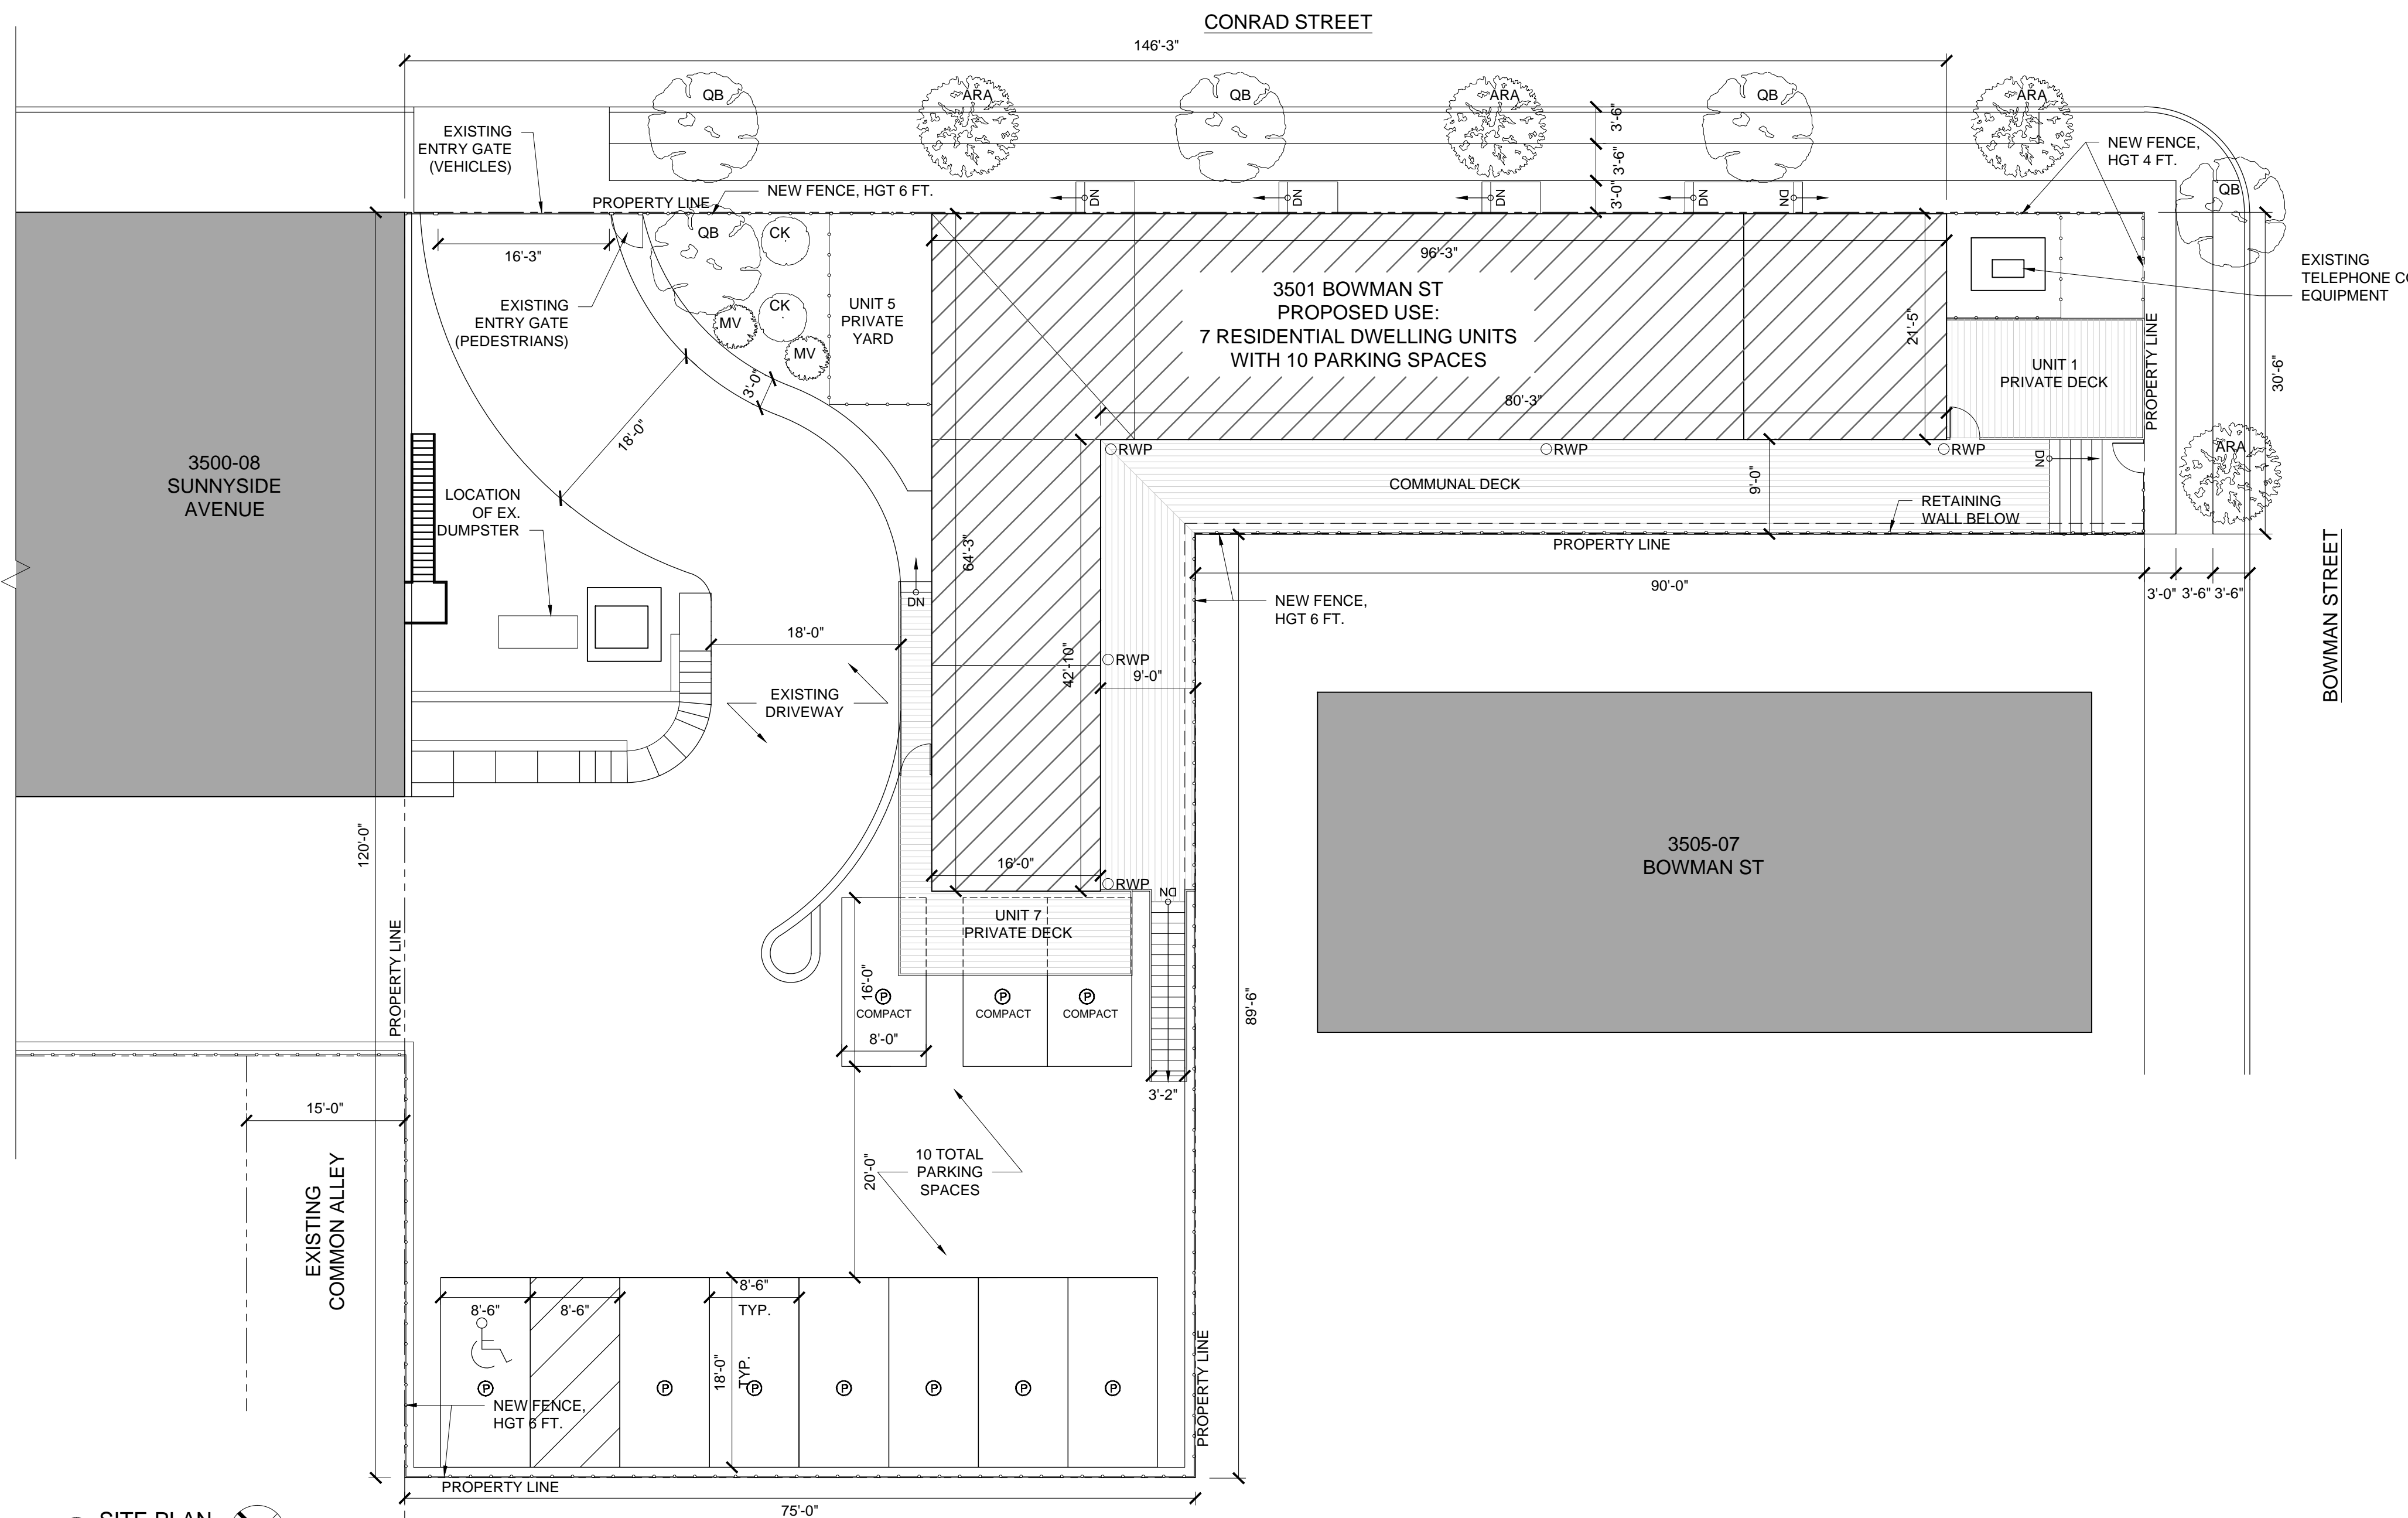 CONRAD STREET
146'-3"
QB
ARA
QB
ARA
QB
ARA
3'-6"
3'-6"
3'-0"
EXISTING
ENTRY GATE
(VEHICLES)
NEW FENCE, HGT 6 FT.
PROPERTY LINE
NEW FENCE,
HGT 4 FT.
DN
DN
DN
DN
DN
QB
QB
CK
CK
MV
MV
16'-3"
EXISTING
ENTRY GATE
(PEDESTRIANS)
UNIT 5
PRIVATE
YARD
96'-3"
3501 BOWMAN ST
PROPOSED USE:
7 RESIDENTIAL DWELLING UNITS
WITH 10 PARKING SPACES
21'-5"
EXISTING
TELEPHONE CO
EQUIPMENT
UNIT 1
PRIVATE DECK
PROPERTY LINE
30'-6"
3'-0"
18'-0"
80'-3"
3500-08
SUNNYSIDE
AVENUE
LOCATION
OF EX.
DUMPSTER
RWP
RWP
RWP
DN
ARA
COMMUNAL DECK
9'-0"
RETAINING
WALL BELOW
PROPERTY LINE
64'-3"
90'-0"
3'-0"
3'-6"
3'-6"
BOWMAN STREET
DN
NEW FENCE,
HGT 6 FT.
18'-0"
42'-10"
RWP
9'-0"
EXISTING
DRIVEWAY
120'-0"
3505-07
BOWMAN ST
16'-0"
RWP
DN
UNIT 7
PRIVATE DECK
PROPERTY LINE
16'-0"
P
P
P
COMPACT
COMPACT
COMPACT
8'-0"
89'-6"
3'-2"
15'-0"
10 TOTAL
PARKING
SPACES
20'-0"
EXISTING
COMMON ALLEY
8'-6"
8'-6"
8'-6"
TYP.
18'-0"
TYP.
P
P
P
P
P
P
P
NEW FENCE,
HGT 6 FT.
PROPERTY LINE
PROPERTY LINE
75'-0"
SITE PLAN